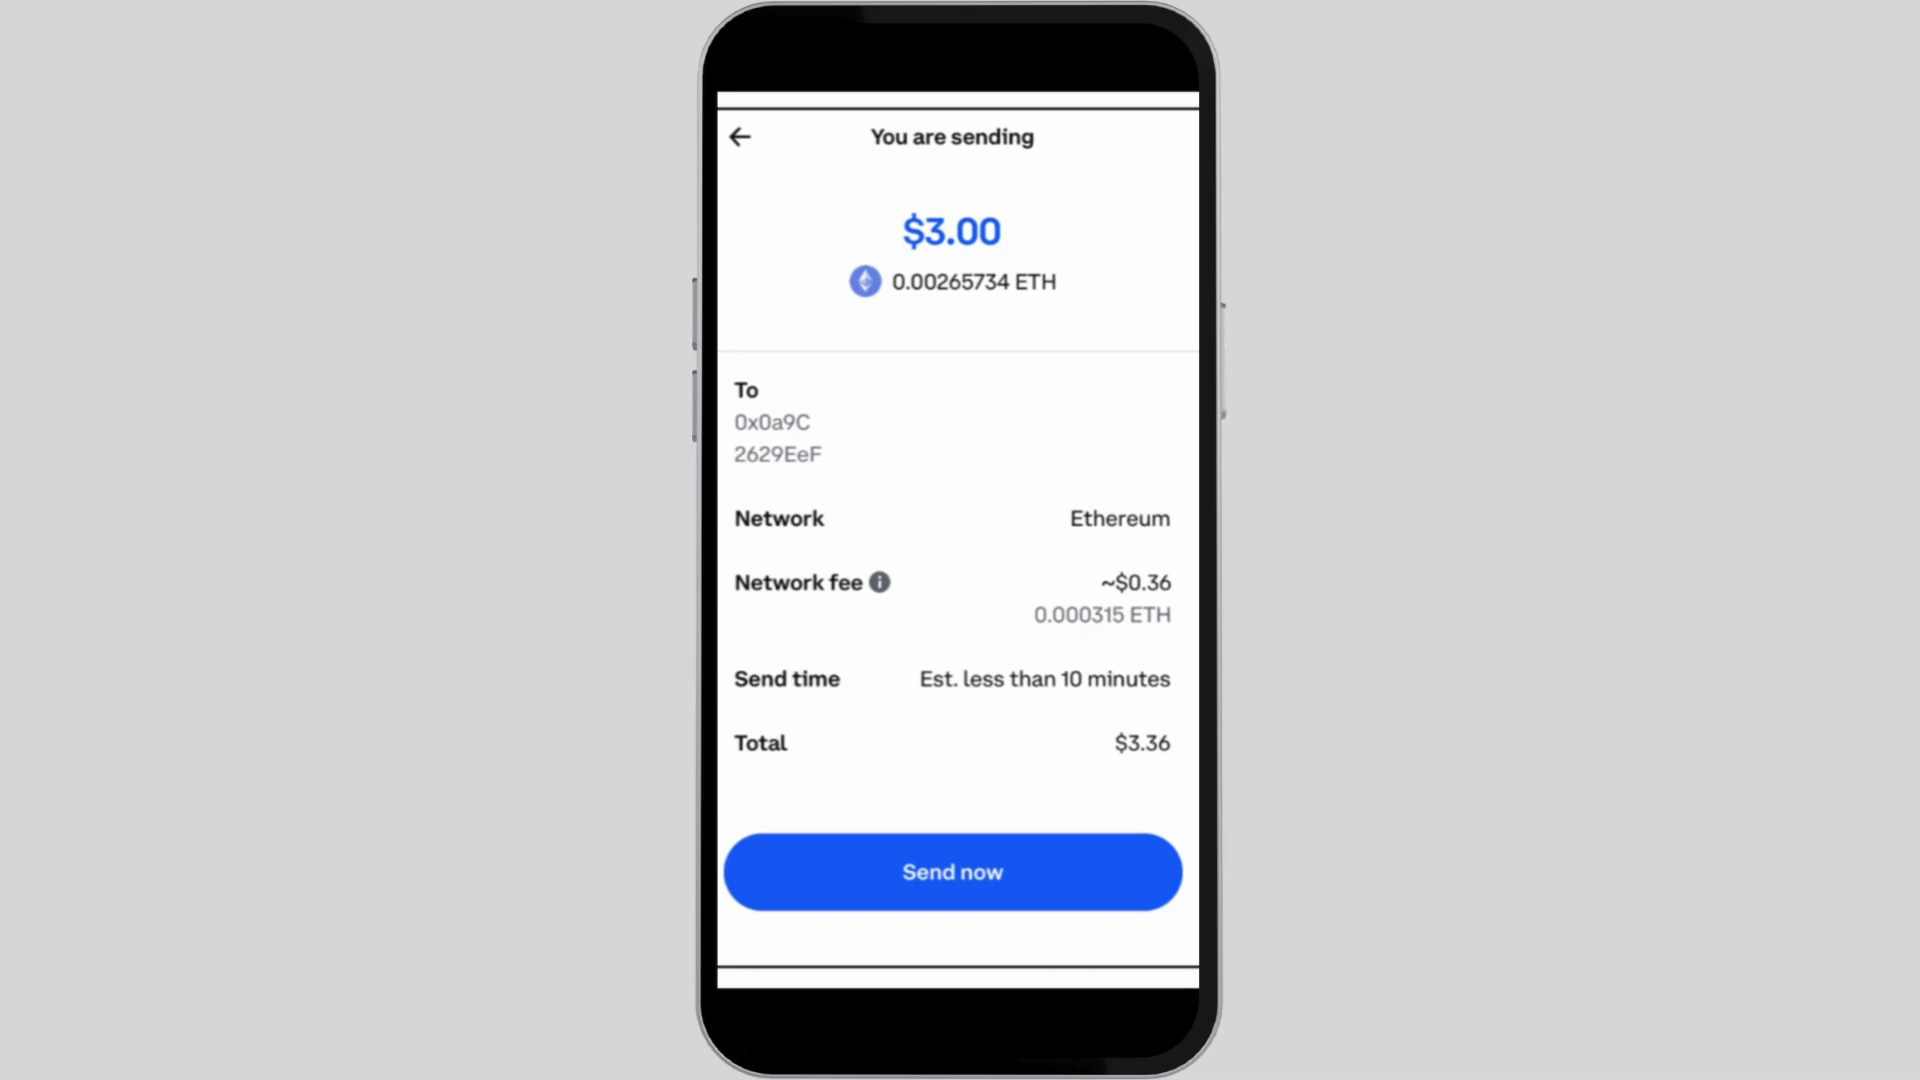 You are sending
$3.00
0.00265734 ETH
To
0x0a9C
2629EeF
Network Ethereum
Network fee ~$0.36
0.000315 ETH
Send time Est. less than 10 minutes
Total $3.36
Send now